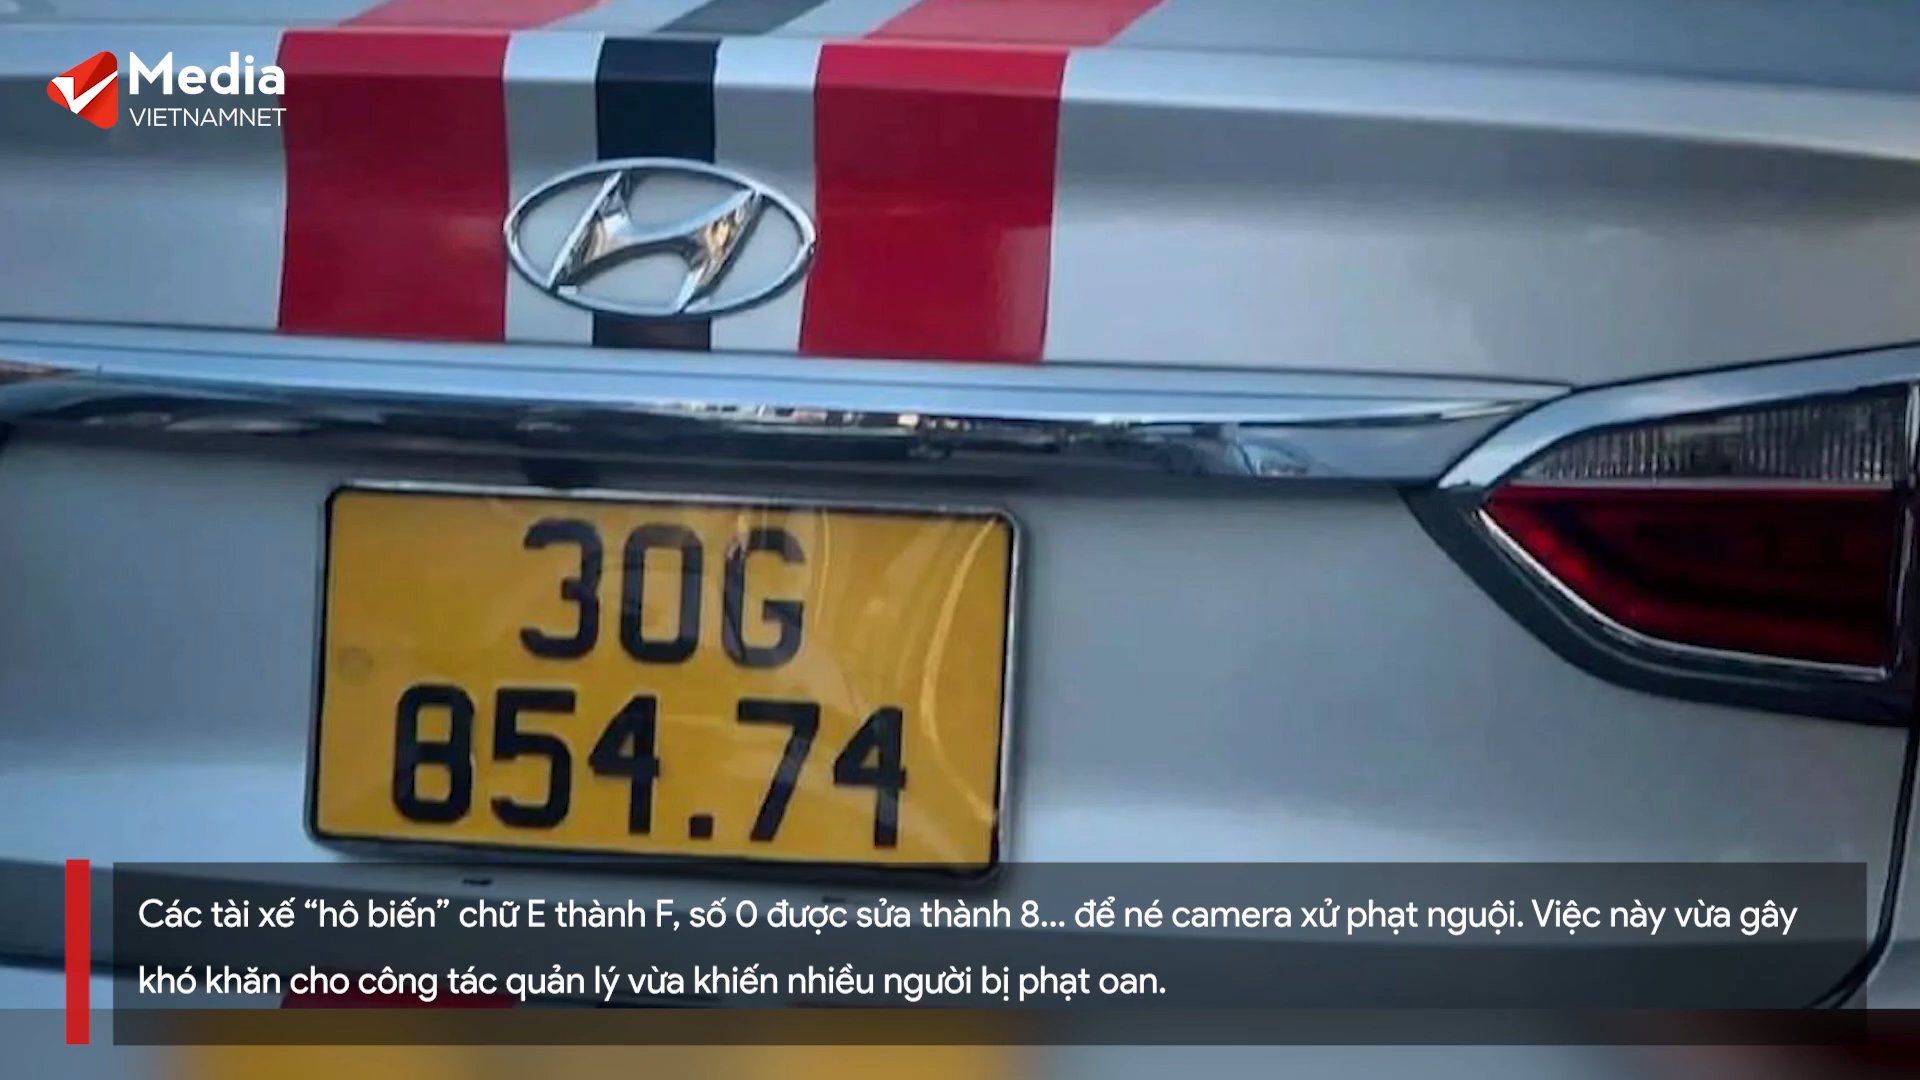 Media
VIETNAMNET
30G
854.74
Các tài xế “hô biến” chữ E thành F, số 0 được sửa thành 8... để né camera xử phạt nguội. Việc này vừa gây
khó khăn cho công tác quản lý vừa khiến nhiều người bị phạt oan.